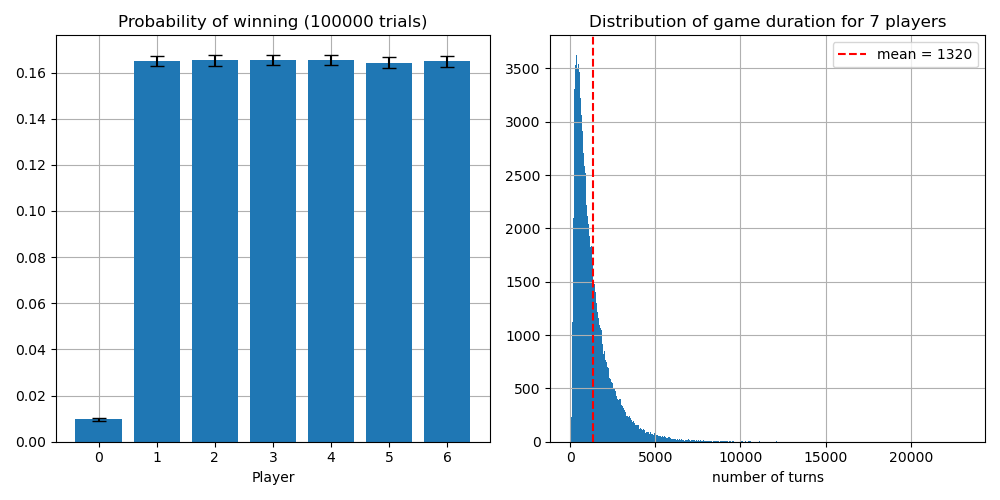 Probability of winning (100000 trials)
0.16
0.14
0.12
0.10
0.08
0.06
0.04
0.02
0.00
0 1 2 3 4 5 6
Player
Distribution of game duration for 7 players
mean = 1320
3500
3000
2500
2000
1500
1000
500
0
0 5000 10000 15000 20000
number of turns